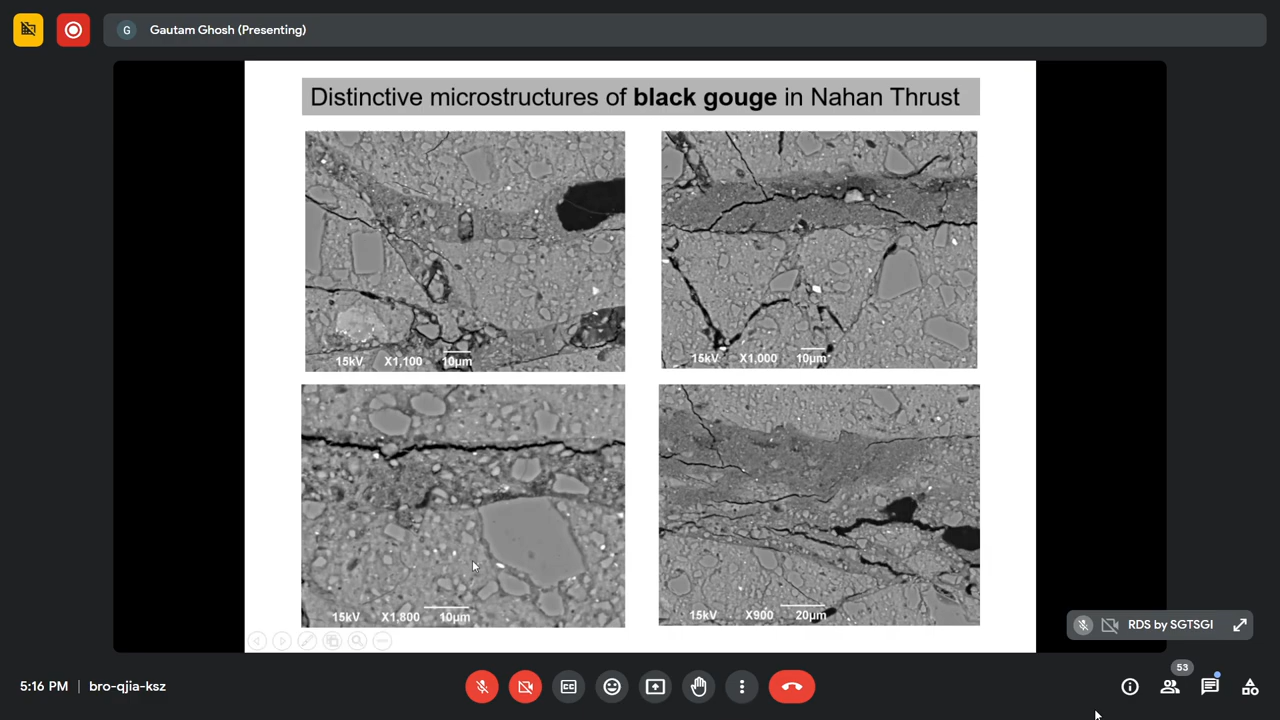 G Gautam Ghosh (Presenting)
Distinctive microstructures of black gouge in Nahan Thrust
15kV X1,100 10µm
15kV X1,000 10µm
15kV X1,800 10µm
15kV X900 20µm
RDS by SGTSGI
53
5:16 PM | bro-qjia-ksz